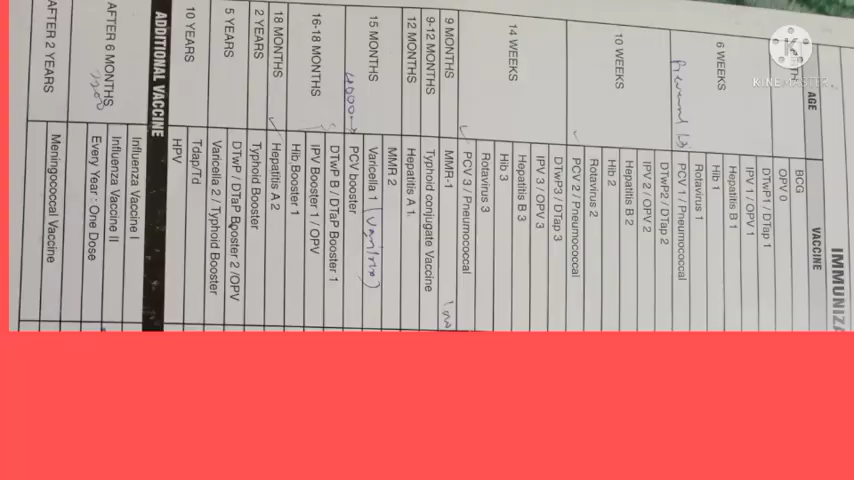 IMMUNIZA
AGE VACCINE
BCG
OPV 0
6 WEEKS DTwP1 / DTap 1
IPV 1 / OPV 1
Hepatitis B 1
Hib 1
Rotavirus 1
PCV 1 / Pneumococcal
10 WEEKS DTwP2 / DTap 2
IPV 2 / OPV 2
Hepatitis B 2
Hib 2
Rotavirus 2
PCV 2 / Pneumococcal
14 WEEKS DTwP3 / DTap 3
IPV 3 / OPV 3
Hepatitis B 3
Hib 3
Rotavirus 3
PCV 3 / Pneumococcal
9 MONTHS MMR-1
9-12 MONTHS Typhoid conjugate Vaccine
12 MONTHS Hepatitis A 1.
15 MONTHS MMR 2
Varicella 1 (Varilrix)
PCV booster
16-18 MONTHS DTwP B / DTaP Booster 1
IPV Booster 1 / OPV
Hib Booster 1
18 MONTHS Hepatitis A 2
2 YEARS Typhoid Booster
5 YEARS DTwP / DTaP Booster 2 /OPV
Varicella 2 / Typhoid Booster
10 YEARS Tdap/Td
HPV
ADDITIONAL VACCINE
AFTER 6 MONTHS Influenza Vaccine I
Influenza Vaccine II
Every Year : One Dose
AFTER 2 YEARS Meningococcal Vaccine
KINEMASTER